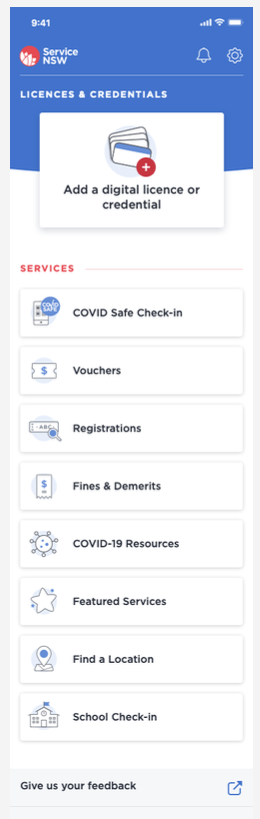 9:41
Service
NSW
LICENCES & CREDENTIALS
Add a digital licence or
credential
SERVICES
COVID SAFE
COVID Safe Check-in
$
Vouchers
ABC
Registrations
$
Fines & Demerits
COVID-19 Resources
Featured Services
Find a Location
School Check-in
Give us your feedback